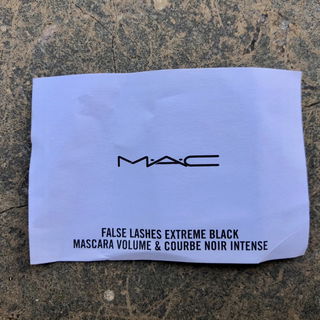 M·A·C
FALSE LASHES EXTREME BLACK
MASCARA VOLUME & COURBE NOIR INTENSE